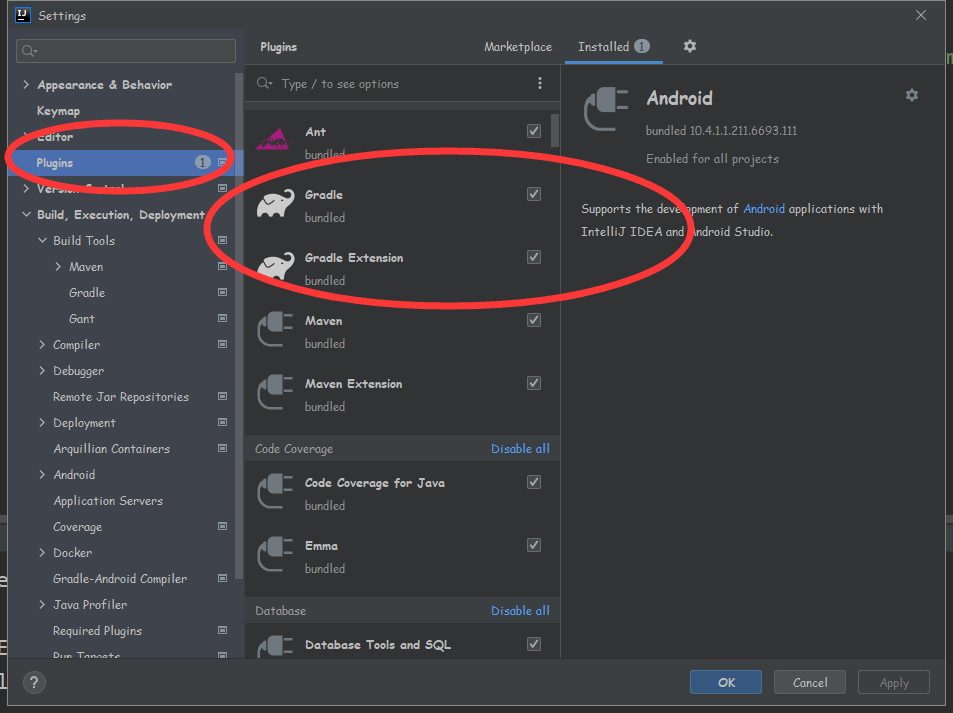 IJ
Settings
Plugins
Marketplace
Installed 1
Type / to see options
Appearance & Behavior
Keymap
Editor
Plugins 1
Version Control
Build, Execution, Deployment
Build Tools
Maven
Gradle
Gant
Compiler
Debugger
Remote Jar Repositories
Deployment
Arquillian Containers
Android
Application Servers
Coverage
Docker
Gradle-Android Compiler
Java Profiler
Required Plugins
Run Targets
Ant
bundled
Gradle
bundled
Gradle Extension
bundled
Maven
bundled
Maven Extension
bundled
Code Coverage Disable all
Code Coverage for Java
bundled
Emma
bundled
Database Disable all
Database Tools and SQL
Android
bundled 10.4.1.1.211.6693.111
Enabled for all projects
Supports the development of Android applications with
IntelliJ IDEA and Android Studio.
?
OK
Cancel
Apply